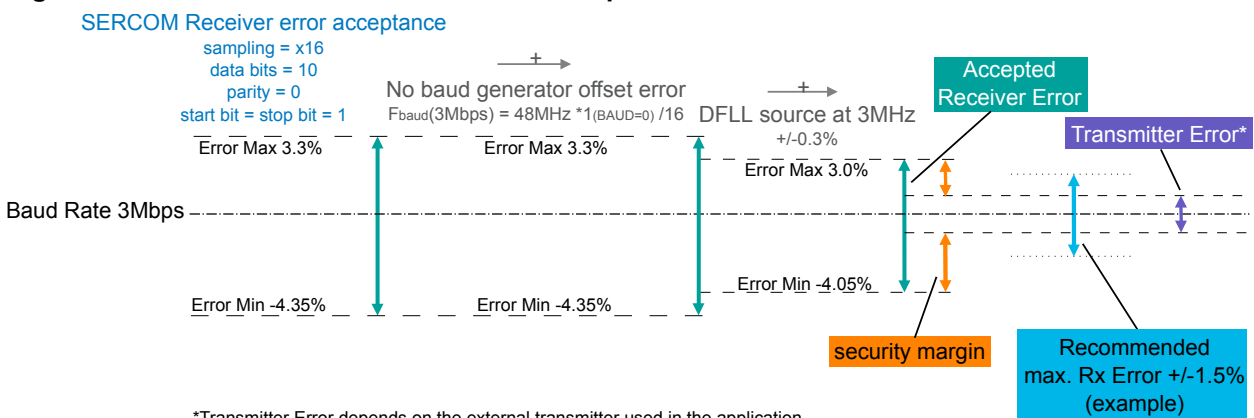 SERCOM Receiver error acceptance
sampling = x16
data bits = 10
parity = 0
start bit = stop bit = 1
+
No baud generator offset error
Fbaud(3Mbps) = 48MHz *1(BAUD=0) /16
+
DFLL source at 3MHz
+/-0.3%
Accepted
Receiver Error
Transmitter Error*
Error Max 3.3%
Error Max 3.3%
Error Max 3.0%
Baud Rate 3Mbps
Error Min -4.35%
Error Min -4.35%
Error Min -4.05%
security margin
Recommended
max. Rx Error +/-1.5%
(example)
*Transmitter Error depends on the external transmitter used in the application